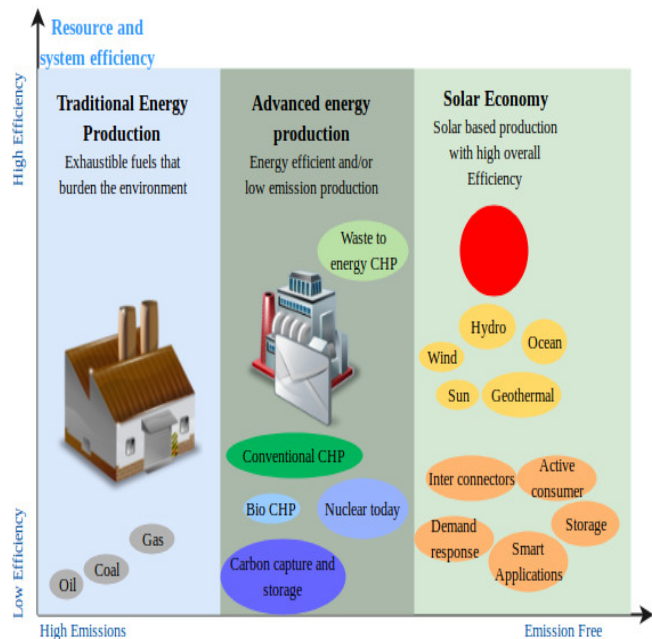 Resource and
system efficiency
High Efficiency
Low Efficiency
Traditional Energy
Production
Exhaustible fuels that
burden the environment
Gas
Coal
Oil
Advanced energy
production
Energy efficient and/or
low emission production
Waste to
energy CHP
Conventional CHP
Bio CHP
Nuclear today
Carbon capture and
storage
Solar Economy
Solar based production
with high overall
Efficiency
Hydro
Ocean
Wind
Sun
Geothermal
Inter connectors
Active
consumer
Storage
Demand
response
Smart
Applications
High Emissions
Emission Free